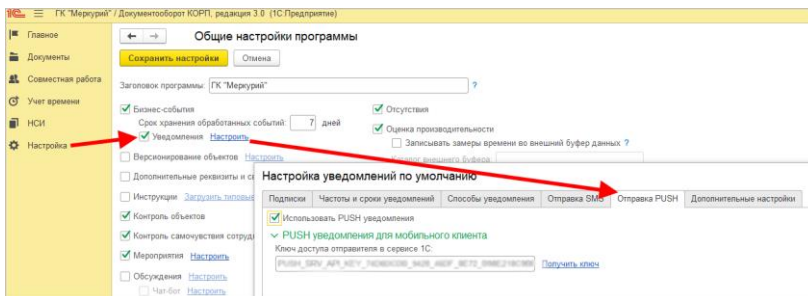 1С ГК "Меркурий" / Документооборот КОРП, редакция 3.0 (1С:Предприятие)
Главное
Документы
Совместная работа
Учет времени
НСИ
Настройка
Общие настройки программы
Сохранить настройки Отмена
Заголовок программы: ГК "Меркурий" ?
Бизнес-события
Срок хранения обработанных событий: 7 дней
Уведомления Настроить
Версионирование объектов Настроить
Дополнительные реквизиты и
Инструкции Загрузить типовые
Контроль объектов
Контроль самочувствия сотруд
Мероприятия Настроить
Обсуждения Настроить
Чат-бот Настроить
Отсутствия
Оценка производительности
Записывать замеры времени во внешний буфер данных ?
Каталог внешнего буфера:
Настройка уведомлений по умолчанию
Подписки Частоты и сроки уведомлений Способы уведомления Отправка SMS Отправка PUSH Дополнительные настройки
Использовать PUSH уведомления
PUSH уведомления для мобильного клиента
Ключ доступа отправителя в сервисе 1С:
Получить ключ